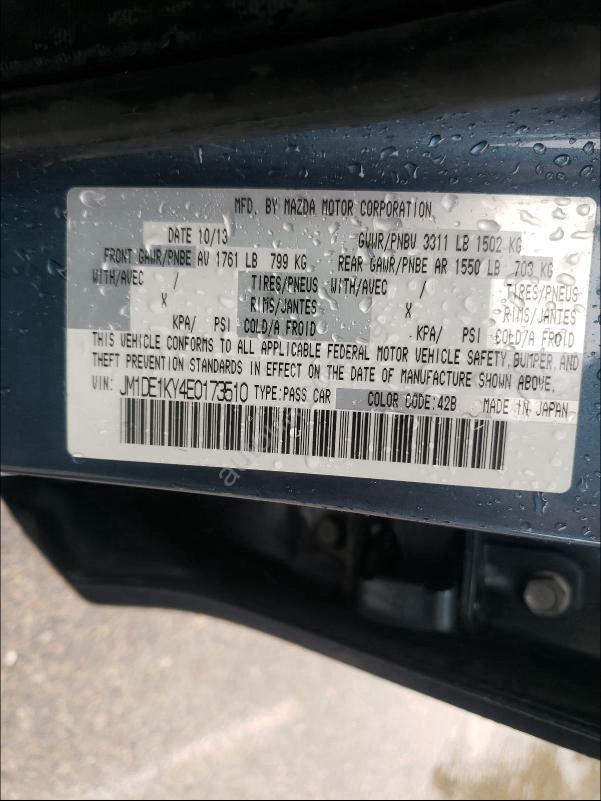 MFD. BY MAZDA MOTOR CORPORATION
DATE 10/13 GVWR/PNBV 3311 LB 1502 KG
FRONT GAWR/PNBE AV 1761 LB 799 KG REAR GAWR/PNBE AR 1550 LB 703 KG
WITH/AVEC / TIRES/PNEUS WITH/AVEC / TIRES/PNEUS
X RIMS/JANTES X RIMS/JANTES
KPA/ PSI COLD/A FROID KPA/ PSI COLD/A FROID
THIS VEHICLE CONFORMS TO ALL APPLICABLE FEDERAL MOTOR VEHICLE SAFETY, BUMPER, AND
THEFT PREVENTION STANDARDS IN EFFECT ON THE DATE OF MANUFACTURE SHOWN ABOVE.
VIN: JM1DE1KY4E0173510 TYPE:PASS CAR COLOR CODE:42B MADE IN JAPAN